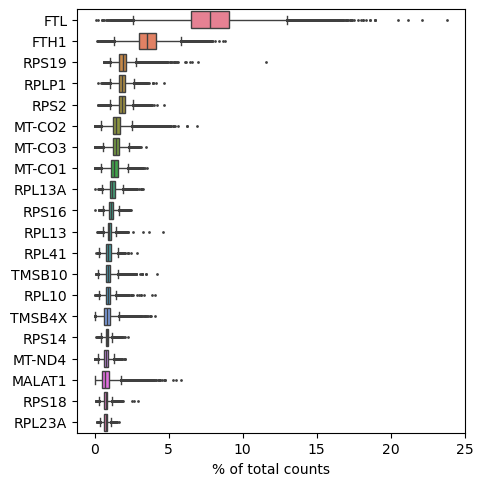 FTL
FTH1
RPS19
RPLP1
RPS2
MT-CO2
MT-CO3
MT-CO1
RPL13A
RPS16
RPL13
RPL41
TMSB10
RPL10
TMSB4X
RPS14
MT-ND4
MALAT1
RPS18
RPL23A
0 5 10 15 20 25
% of total counts